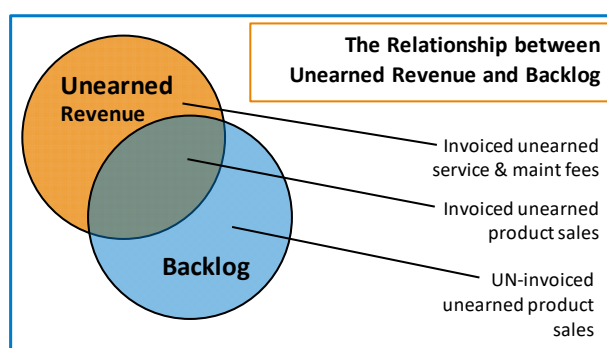 The Relationship between
Unearned Revenue and Backlog
Unearned
Revenue
Invoiced unearned
service & maint fees
Invoiced unearned
product sales
Backlog
UN-invoiced
unearned product
sales